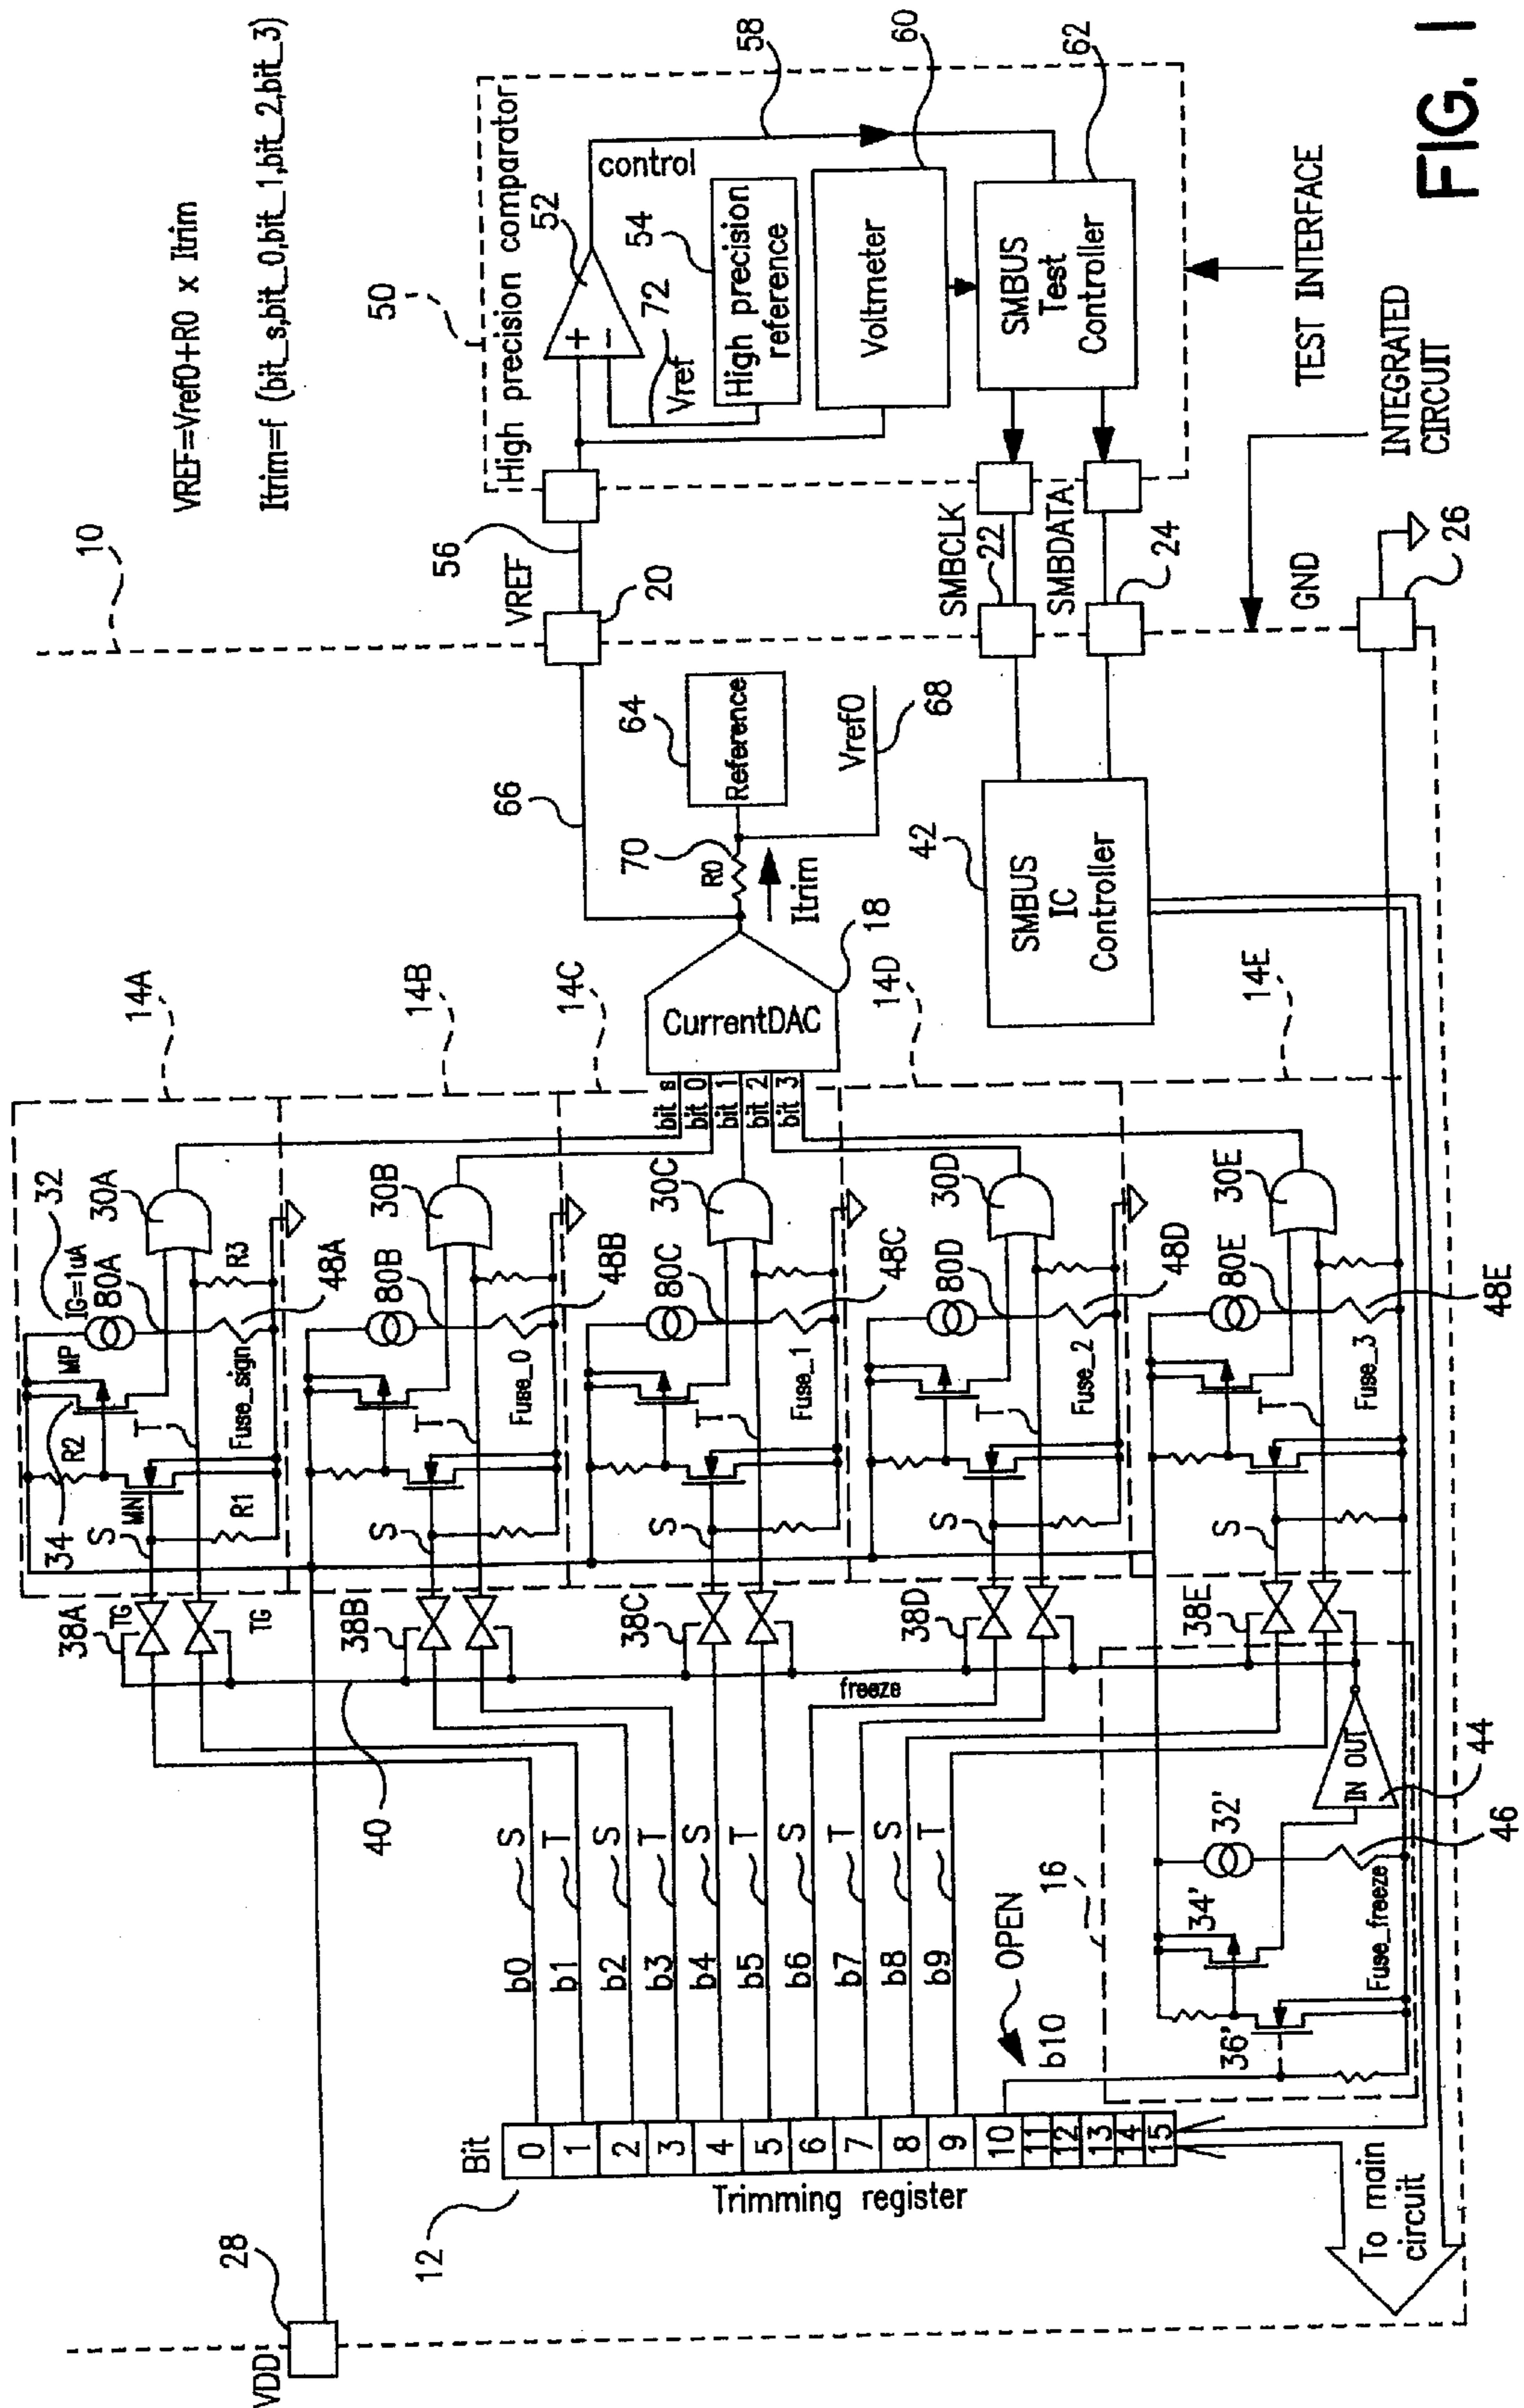 FIG. 1
VREF=Vref0+R0 x Itrim
Itrim=f (bit_s,bit_0,bit_1,bit_2,bit_3)
10
50
High precision comparator
52
control
58
54
High precision
reference
72
Vref
60
Voltmeter
62
SMBUS
Test
Controller
TEST INTERFACE
INTEGRATED
CIRCUIT
56
VREF
20
SMBCLK
22
SMBDATA
24
GND
26
66
64
Reference
70
R0
Itrim
Vref0
68
42
SMBUS
IC
Controller
18
CurrentDAC
bit s
bit 0
bit 1
bit 2
bit 3
14A
14B
14C
14D
14E
32
IG=1uA
80A
30A
R3
48A
MP
R2
34
Fuse_sign
T
MN
R1
S
38A
TG
TG
80B
30B
48B
Fuse_0
T
S
38B
80C
30C
48C
Fuse_1
T
S
38C
80D
30D
48D
Fuse_2
T
S
38D
80E
30E
48E
Fuse_3
T
S
38E
freeze
40
b0
S
b1
T
b2
S
b3
T
b4
S
b5
T
b6
S
b7
T
b8
S
b9
T
OPEN
b10
16
36'
34'
32'
Fuse_freeze
IN OUT
44
46
Bit
0
1
2
3
4
5
6
7
8
9
10
11
12
13
14
15
Trimming register
12
28
VDD
To main
circuit